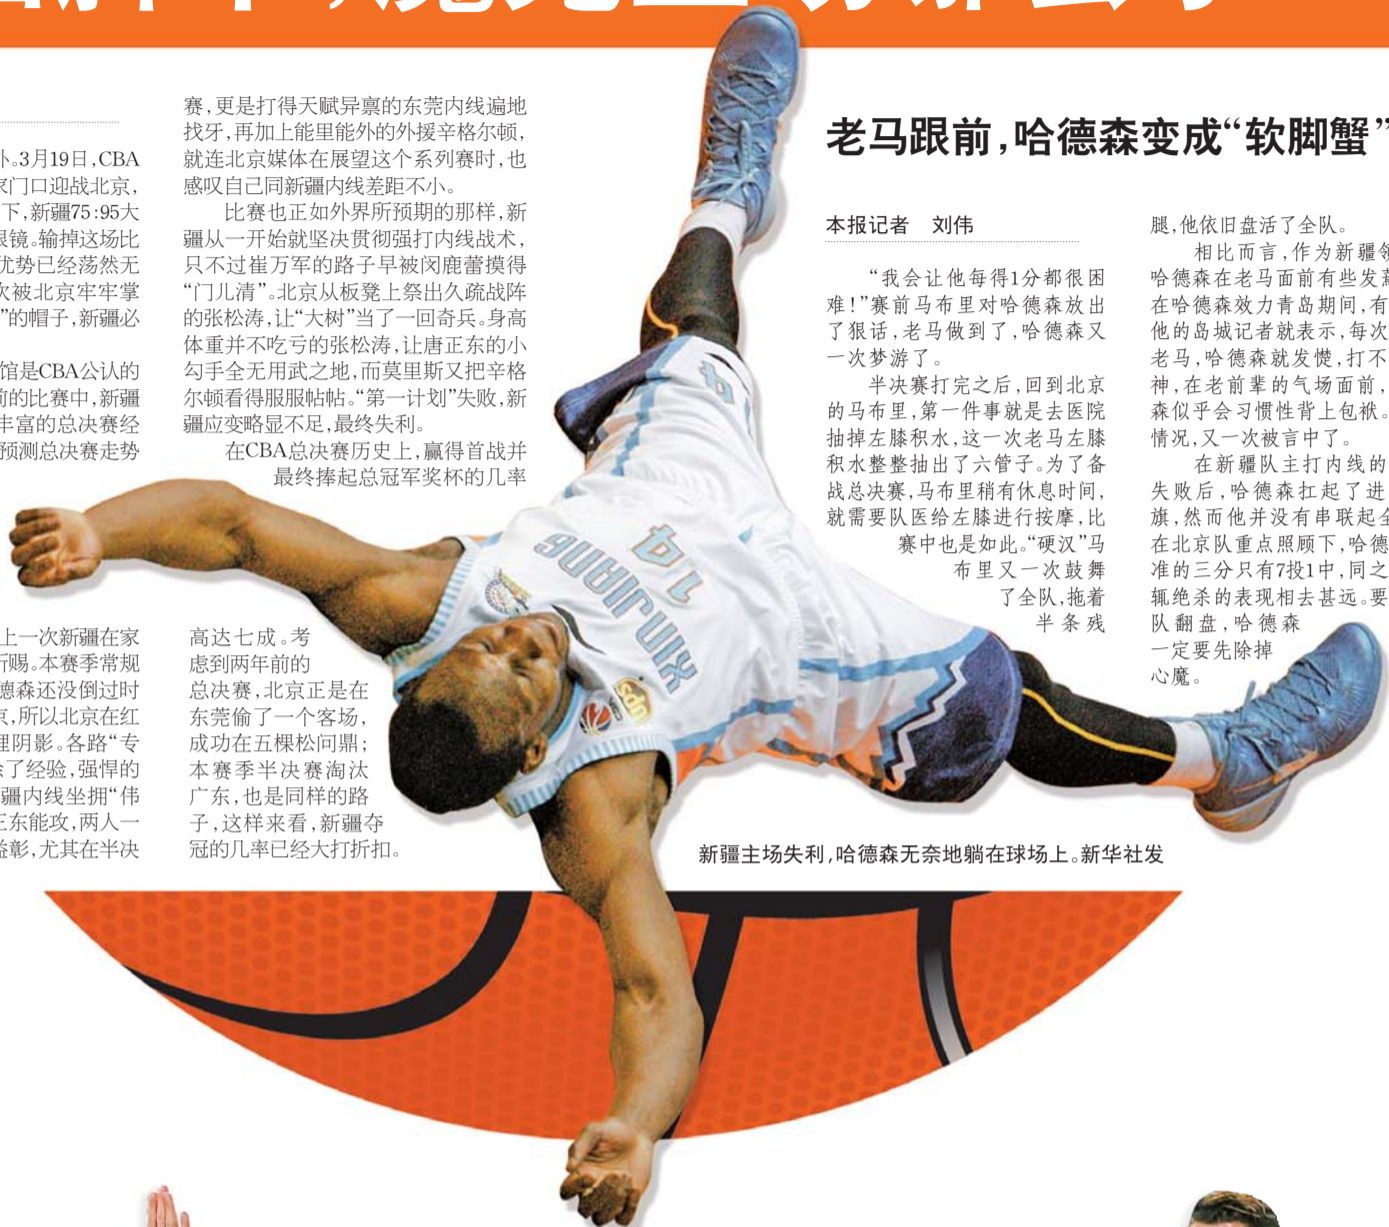 外。3月19日,CBA
家门口迎战北京,
下,新疆75:95大
眼镜。输掉这场比
优势已经荡然无
次被北京牢牢掌
”的帽子,新疆必
馆是CBA公认的
前的比赛中,新疆
丰富的总决赛经
预测总决赛走势
上一次新疆在家
所赐。本赛季常规
德森还没倒过时
京,所以北京在红
理阴影。各路“专
除了经验,强悍的
疆内线坐拥“伟
正东能攻,两人一
益彰,尤其在半决
赛,更是打得天赋异禀的东莞内线遍地
找牙,再加上能里能外的外援辛格尔顿,
就连北京媒体在展望这个系列赛时,也
感叹自己同新疆内线差距不小。
比赛也正如外界所预期的那样,新
疆从一开始就坚决贯彻强打内线战术,
只不过崔万军的路子早被闵鹿蕾摸得
“门儿清”。北京从板凳上祭出久疏战阵
的张松涛,让“大树”当了一回奇兵。身高
体重并不吃亏的张松涛,让唐正东的小
勾手全无用武之地,而莫里斯又把辛格
尔顿看得服服帖帖。“第一计划”失败,新
疆应变略显不足,最终失利。
在CBA总决赛历史上,赢得首战并
最终捧起总冠军奖杯的几率
高达七成。考
虑到两年前的
总决赛,北京正是在
东莞偷了一个客场,
成功在五棵松问鼎;
本赛季半决赛淘汰
广东,也是同样的路
子,这样来看,新疆夺
冠的几率已经大打折扣。
老马跟前,哈德森变成“软脚蟹”
本报记者 刘伟
“我会让他每得1分都很困
难!”赛前马布里对哈德森放出
了狠话,老马做到了,哈德森又
一次梦游了。
半决赛打完之后,回到北京
的马布里,第一件事就是去医院
抽掉左膝积水,这一次老马左膝
积水整整抽出了六管子。为了备
战总决赛,马布里稍有休息时间,
就需要队医给左膝进行按摩,比
赛中也是如此。“硬汉”马
布里又一次鼓舞
了全队,拖着
半条残
腿,他依旧盘活了全队。
相比而言,作为新疆领
哈德森在老马面前有些发蔫
在哈德森效力青岛期间,有
他的岛城记者就表示,每次
老马,哈德森就发憷,打不
神,在老前辈的气场面前,
森似乎会习惯性背上包袱。
情况,又一次被言中了。
在新疆队主打内线的
失败后,哈德森扛起了进
旗,然而他并没有串联起全
在北京队重点照顾下,哈德
准的三分只有7投1中,同之
辄绝杀的表现相去甚远。要
队翻盘,哈德森
一定要先除掉
心魔。
4
XINJIANG
14
UPS
新疆主场失利,哈德森无奈地躺在球场上。新华社发